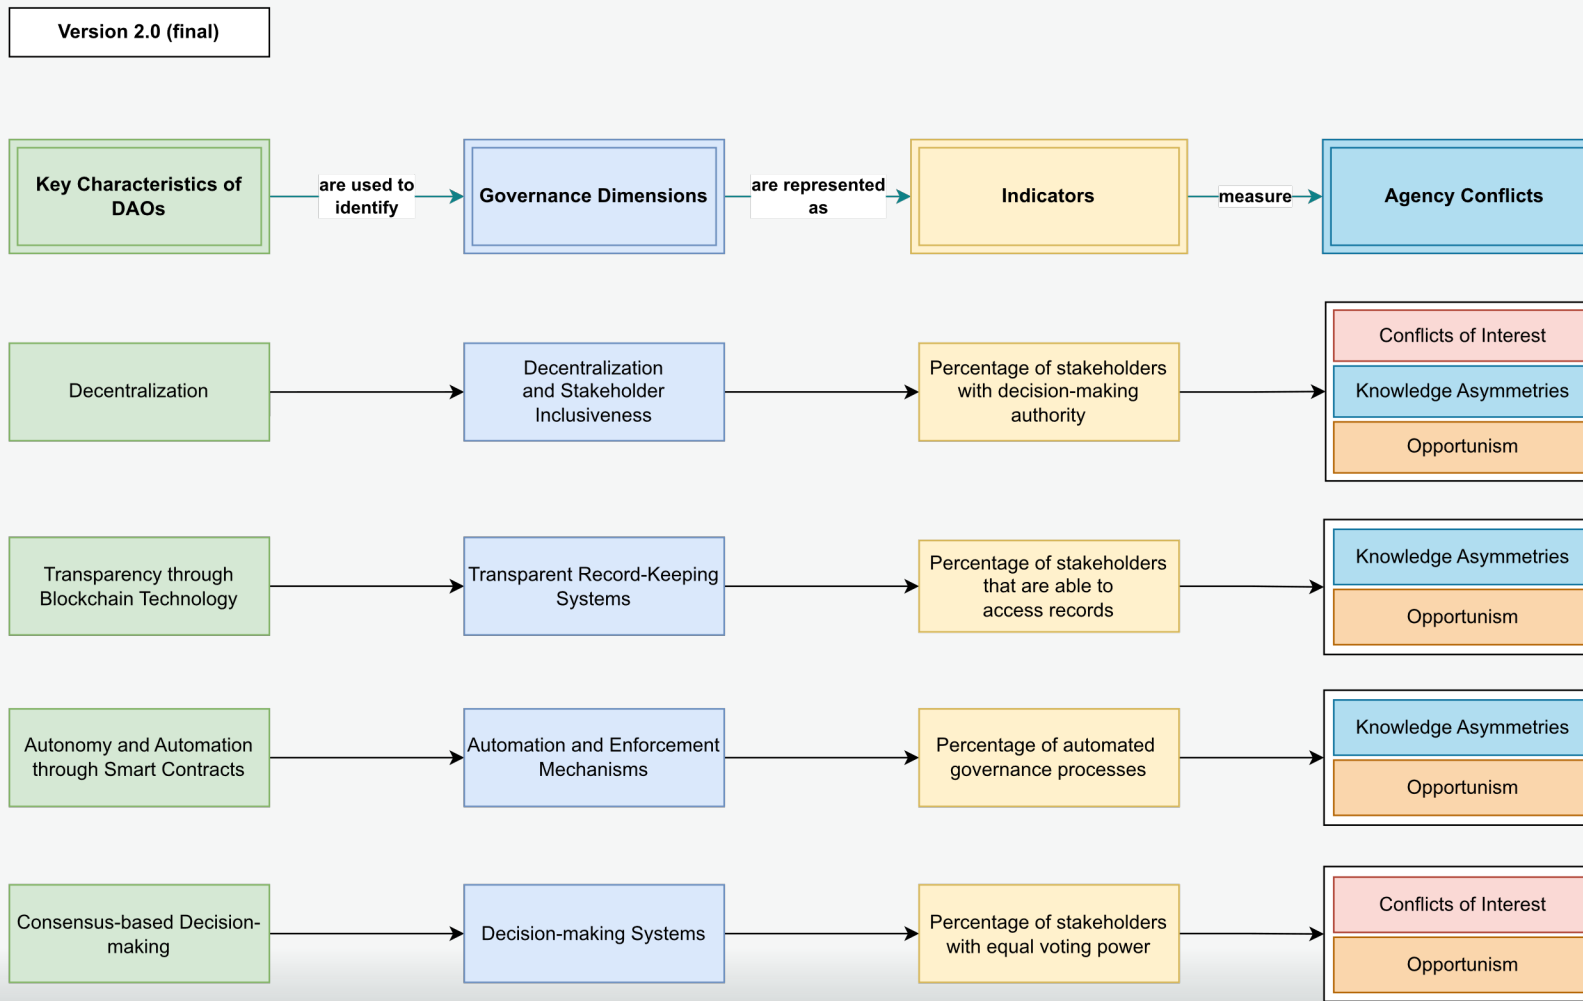 Version 2.0 (final)
Key Characteristics of
DAOs
are used to
identify
Governance Dimensions
are represented
as
Indicators
measure
Agency Conflicts
Decentralization
Decentralization
and Stakeholder
Inclusiveness
Percentage of stakeholders
with decision-making
authority
Conflicts of Interest
Knowledge Asymmetries
Opportunism
Transparency through
Blockchain Technology
Transparent Record-Keeping
Systems
Percentage of stakeholders
that are able to
access records
Knowledge Asymmetries
Opportunism
Autonomy and Automation
through Smart Contracts
Automation and Enforcement
Mechanisms
Percentage of automated
governance processes
Knowledge Asymmetries
Opportunism
Consensus-based Decision-
making
Decision-making Systems
Percentage of stakeholders
with equal voting power
Conflicts of Interest
Opportunism